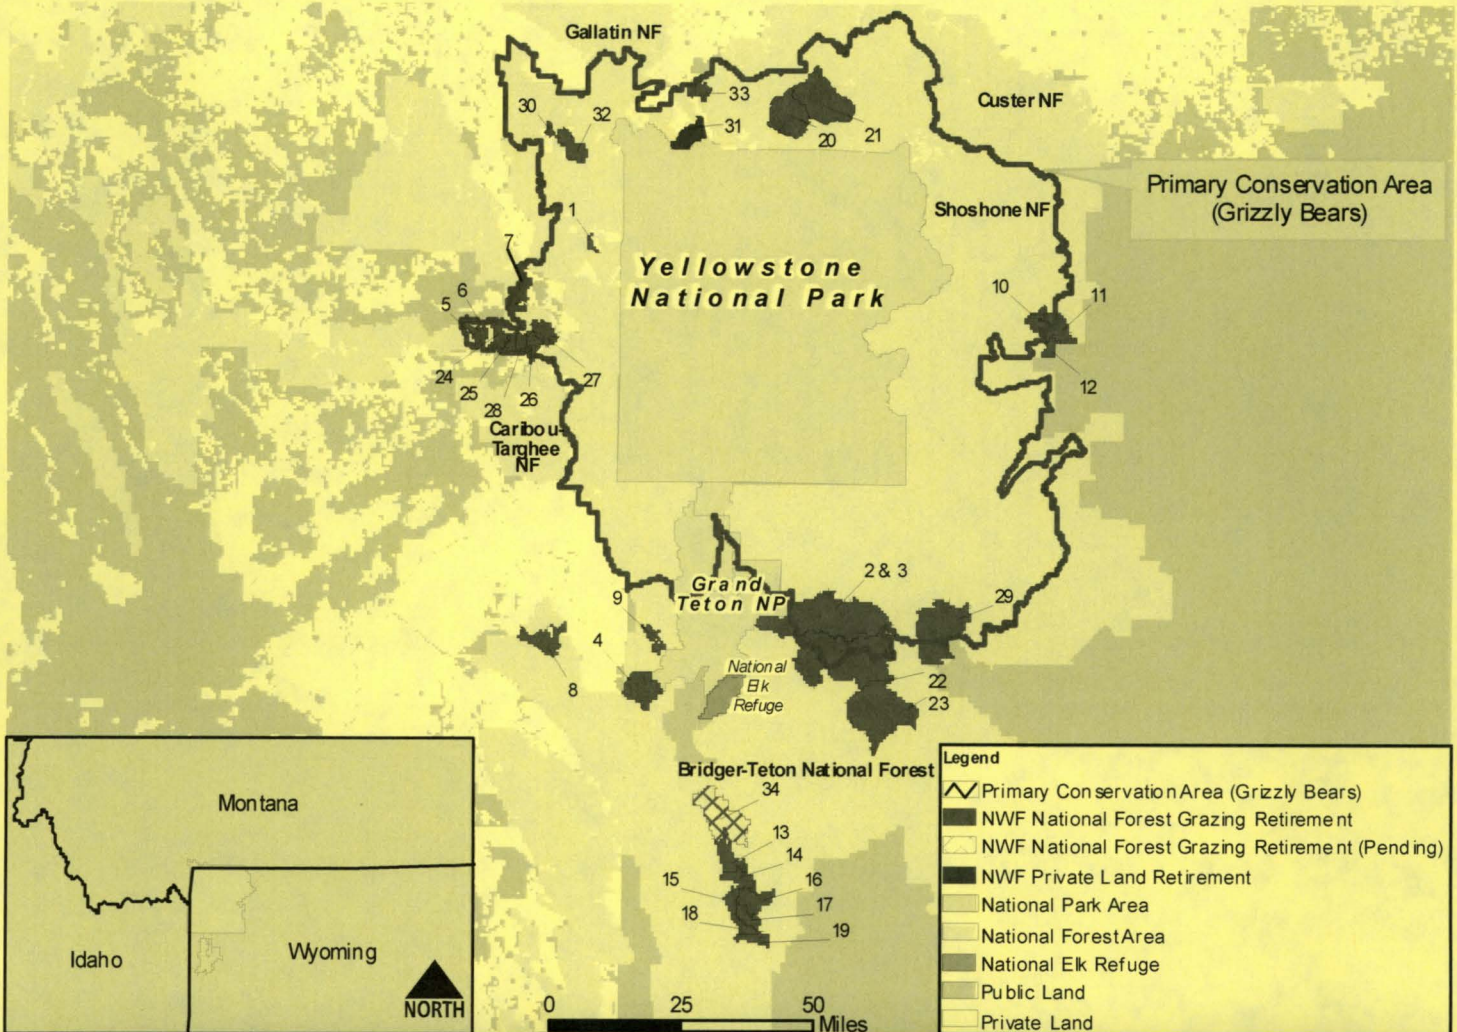 Gallatin NF
33
30
32
31
Custer NF
20
21
Primary Conservation Area
(Grizzly Bears)
Shoshone NF
1
7
Yellowstone
National Park
6
5
10
11
24
25
28
26
27
12
Caribou-
Targhee
NF
2 & 3
Grand
Teton NP
9
4
29
8
National
Elk
Refuge
22
23
Bridger-Teton National Forest
34
13
14
15
16
17
18
19
Montana
Idaho
Wyoming
NORTH
0 25 50
Miles
Legend
Primary Conservation Area (Grizzly Bears)
NWF National Forest Grazing Retirement
NWF National Forest Grazing Retirement (Pending)
NWF Private Land Retirement
National Park Area
National Forest Area
National Elk Refuge
Public Land
Private Land